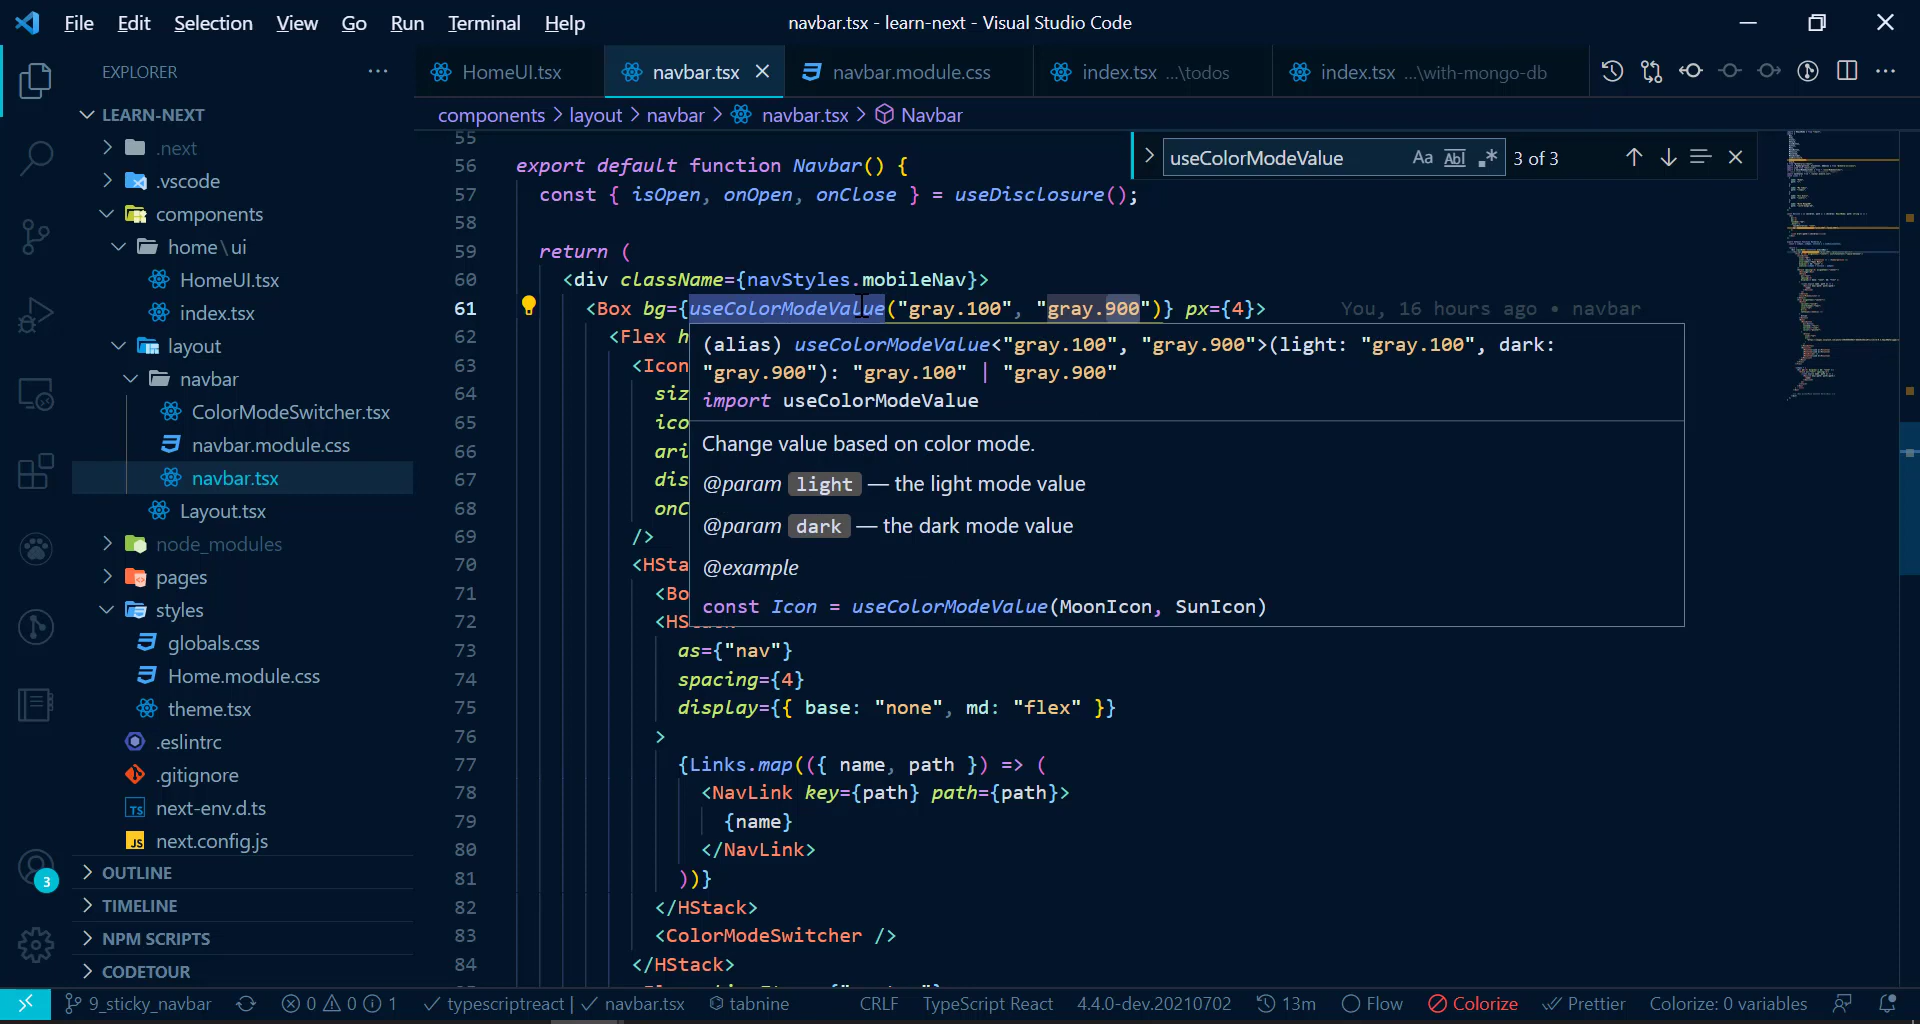 File Edit Selection View Go Run Terminal Help
navbar.tsx - learn-next - Visual Studio Code
EXPLORER
LEARN-NEXT
.next
.vscode
components
home\ui
HomeUI.tsx
index.tsx
layout
navbar
ColorModeSwitcher.tsx
navbar.module.css
navbar.tsx
Layout.tsx
node_modules
pages
styles
globals.css
Home.module.css
theme.tsx
.eslintrc
.gitignore
next-env.d.ts
next.config.js
OUTLINE
TIMELINE
NPM SCRIPTS
CODETOUR
3
HomeUI.tsx navbar.tsx navbar.module.css index.tsx ...\todos index.tsx ...\with-mongo-db
components > layout > navbar > navbar.tsx > Navbar
useColorModeValue Aa Abl .* 3 of 3
55
56 export default function Navbar() {
57 const { isOpen, onOpen, onClose } = useDisclosure();
58
59 return (
60 <div className={navStyles.mobileNav}>
61 <Box bg={useColorModeValue("gray.100", "gray.900")} px={4}> You, 16 hours ago • navbar
62 <Flex h
63 <Icon
64 siz
65 ico
66 ari
67 dis
68 onC
69 />
70 <HSta
71 <Bo
72 <HStack
73 as={"nav"}
74 spacing={4}
75 display={{ base: "none", md: "flex" }}
76 >
77 {Links.map(({ name, path }) => (
78 <NavLink key={path} path={path}>
79 {name}
80 </NavLink>
81 ))}
82 </HStack>
83 <ColorModeSwitcher />
84 </HStack>
(alias) useColorModeValue<"gray.100", "gray.900">(light: "gray.100", dark:
"gray.900"): "gray.100" | "gray.900"
import useColorModeValue
Change value based on color mode.
@param light — the light mode value
@param dark — the dark mode value
@example
const Icon = useColorModeValue(MoonIcon, SunIcon)
9_sticky_navbar 0 0 1 typescriptreact | navbar.tsx tabnine CRLF TypeScript React 4.4.0-dev.20210702 13m Flow Colorize Prettier Colorize: 0 variables